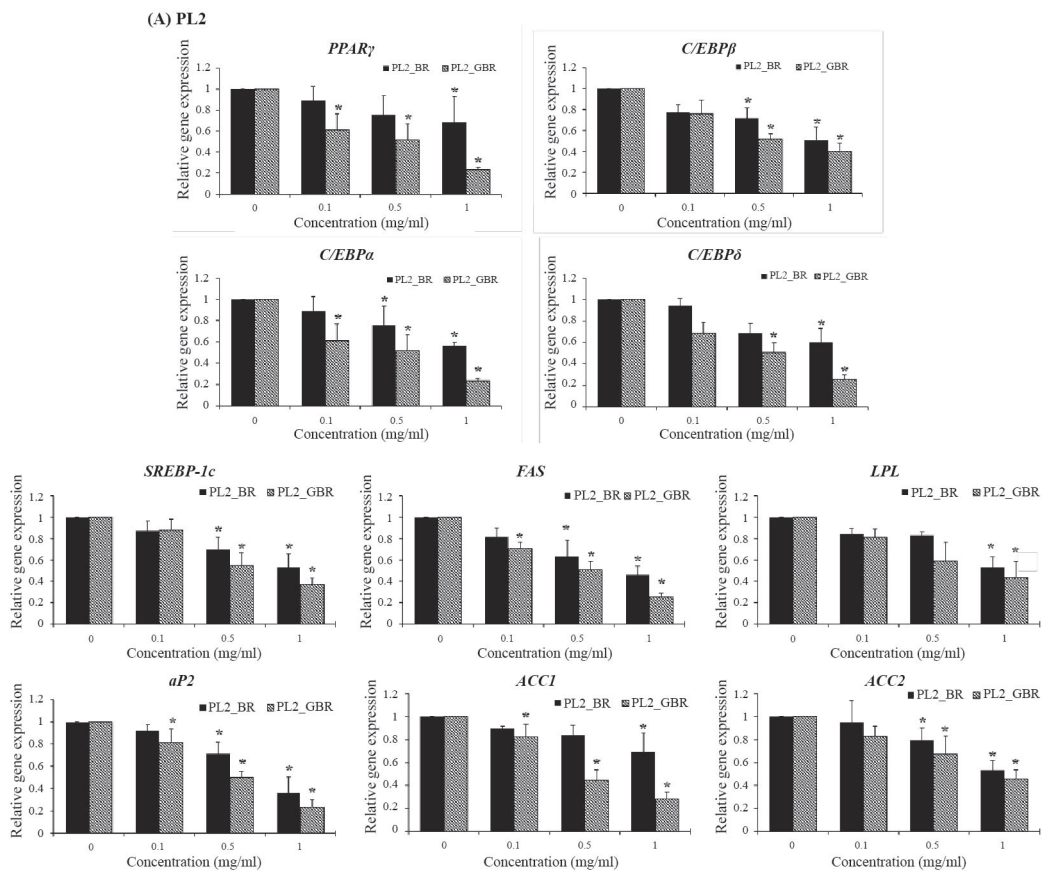 (A) PL2
PPARγ
PL2_BR PL2_GBR
Relative gene expression
1.2
1
0.8
0.6
0.4
0.2
0
* * * *
0 0.1 0.5 1
Concentration (mg/ml)
C/EBPβ
PL2_BR PL2_GBR
Relative gene expression
1.2
1
0.8
0.6
0.4
0.2
0
* * * *
0 0.1 0.5 1
Concentration (mg/ml)
C/EBPα
PL2_BR PL2_GBR
Relative gene expression
1.2
1
0.8
0.6
0.4
0.2
0
* * * * *
0 0.1 0.5 1
Concentration (mg/ml)
C/EBPδ
PL2_BR PL2_GBR
Relative gene expression
1.2
1
0.8
0.6
0.4
0.2
0
* * *
0 0.1 0.5 1
Concentration (mg/ml)
SREBP-1c
PL2_BR PL2_GBR
Relative gene expression
1.2
1
0.8
0.6
0.4
0.2
0
* * * *
0 0.1 0.5 1
Concentration (mg/ml)
FAS
PL2_BR PL2_GBR
Relative gene expression
1.2
1
0.8
0.6
0.4
0.2
0
* * * * *
0 0.1 0.5 1
Concentration (mg/ml)
LPL
PL2_BR PL2_GBR
Relative gene expression
1.2
1
0.8
0.6
0.4
0.2
0
* *
0 0.1 0.5 1
Concentration (mg/ml)
aP2
PL2_BR PL2_GBR
Relative gene expression
1.2
1
0.8
0.6
0.4
0.2
0
* * * * *
0 0.1 0.5 1
Concentration (mg/ml)
ACC1
PL2_BR PL2_GBR
Relative gene expression
1.2
1
0.8
0.6
0.4
0.2
0
* * * *
0 0.1 0.5 1
Concentration (mg/ml)
ACC2
PL2_BR PL2_GBR
Relative gene expression
1.2
1
0.8
0.6
0.4
0.2
0
* * * *
0 0.1 0.5 1
Concentration (mg/ml)